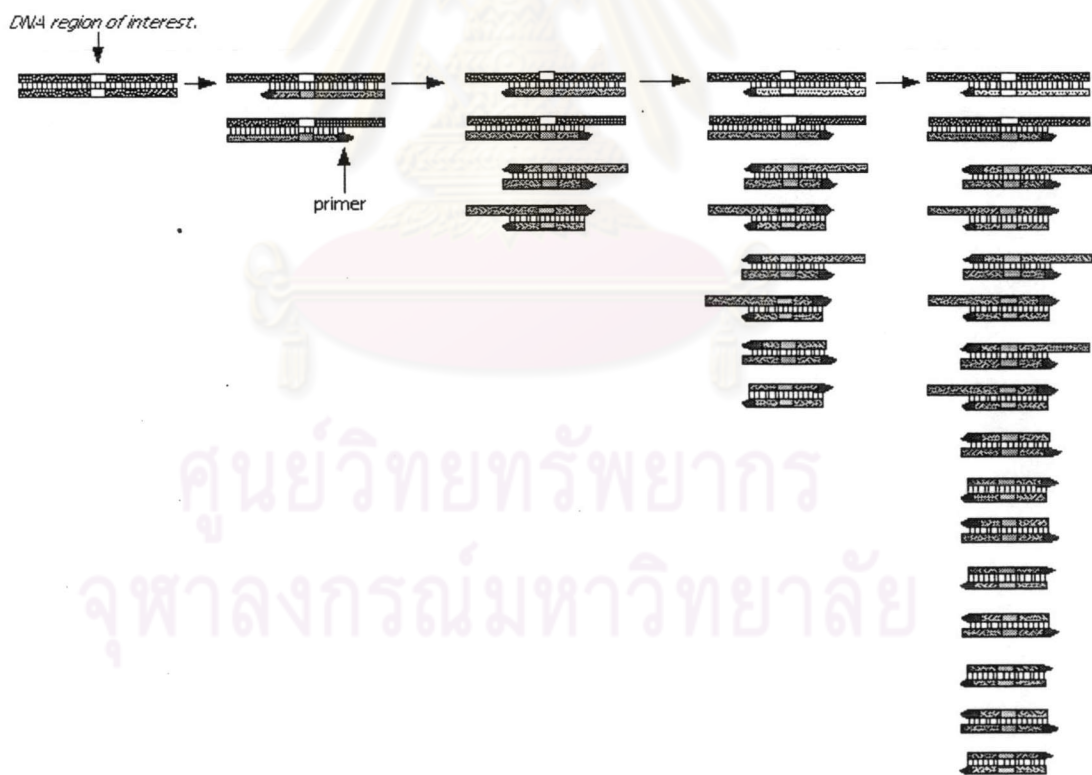 DNA region of interest.
primer
ศูนย์วิทยทรัพยากร
จุฬาลงกรณ์มหาวิทยาลัย